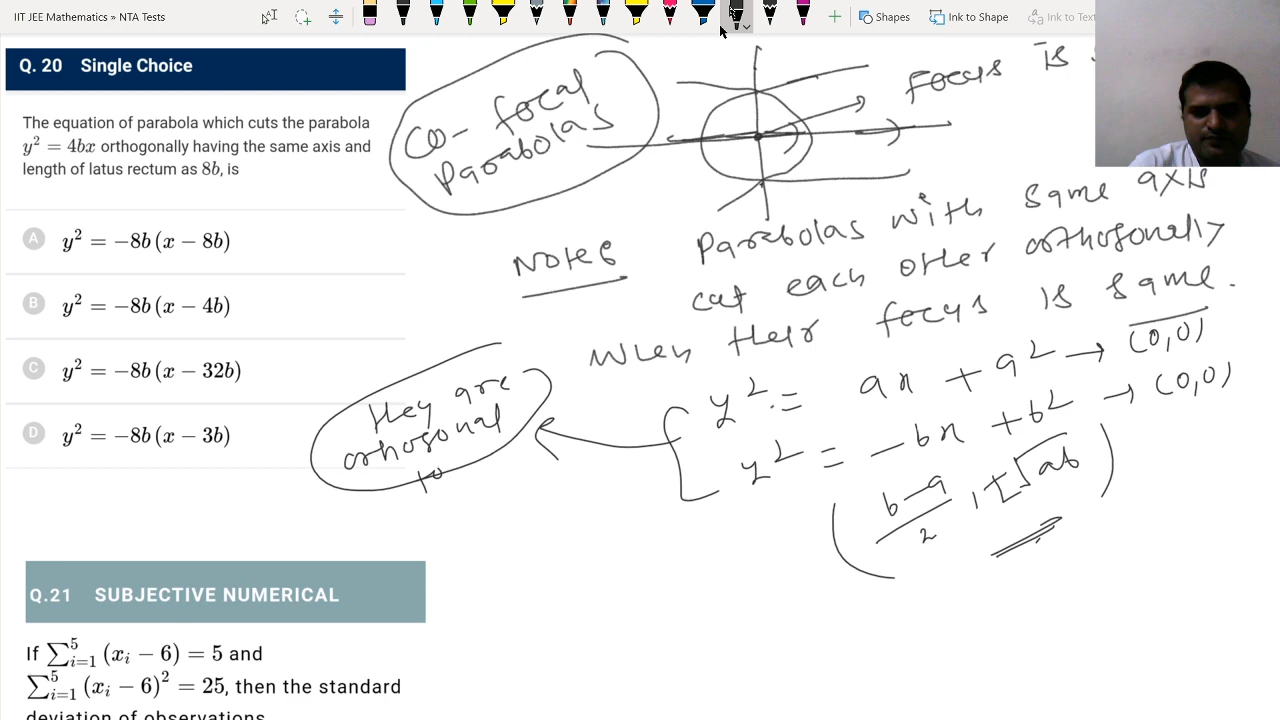 IIT JEE Mathematics » NTA Tests
Shapes
Ink to Shape
Ink to Text
Q. 20 Single Choice
The equation of parabola which cuts the parabola
y² = 4bx orthogonally having the same axis and
length of latus rectum as 8b, is
A y² = −8b (x − 8b)
B y² = −8b (x − 4b)
C y² = −8b (x − 32b)
D y² = −8b (x − 3b)
Co-focal
Parabolas
Focus is
Notes Parabolas with same axis
cut each other orthogonally
when their focus is same.
y² = ax + a² → (0,0)
y² = −bx + b² → (0,0)
they are
orthogonal
to
(b−a/2, ±√ab)
Q.21 SUBJECTIVE NUMERICAL
If ∑⁵ᵢ₌₁ (xᵢ − 6) = 5 and
∑⁵ᵢ₌₁ (xᵢ − 6)² = 25, then the standard
deviation of observations